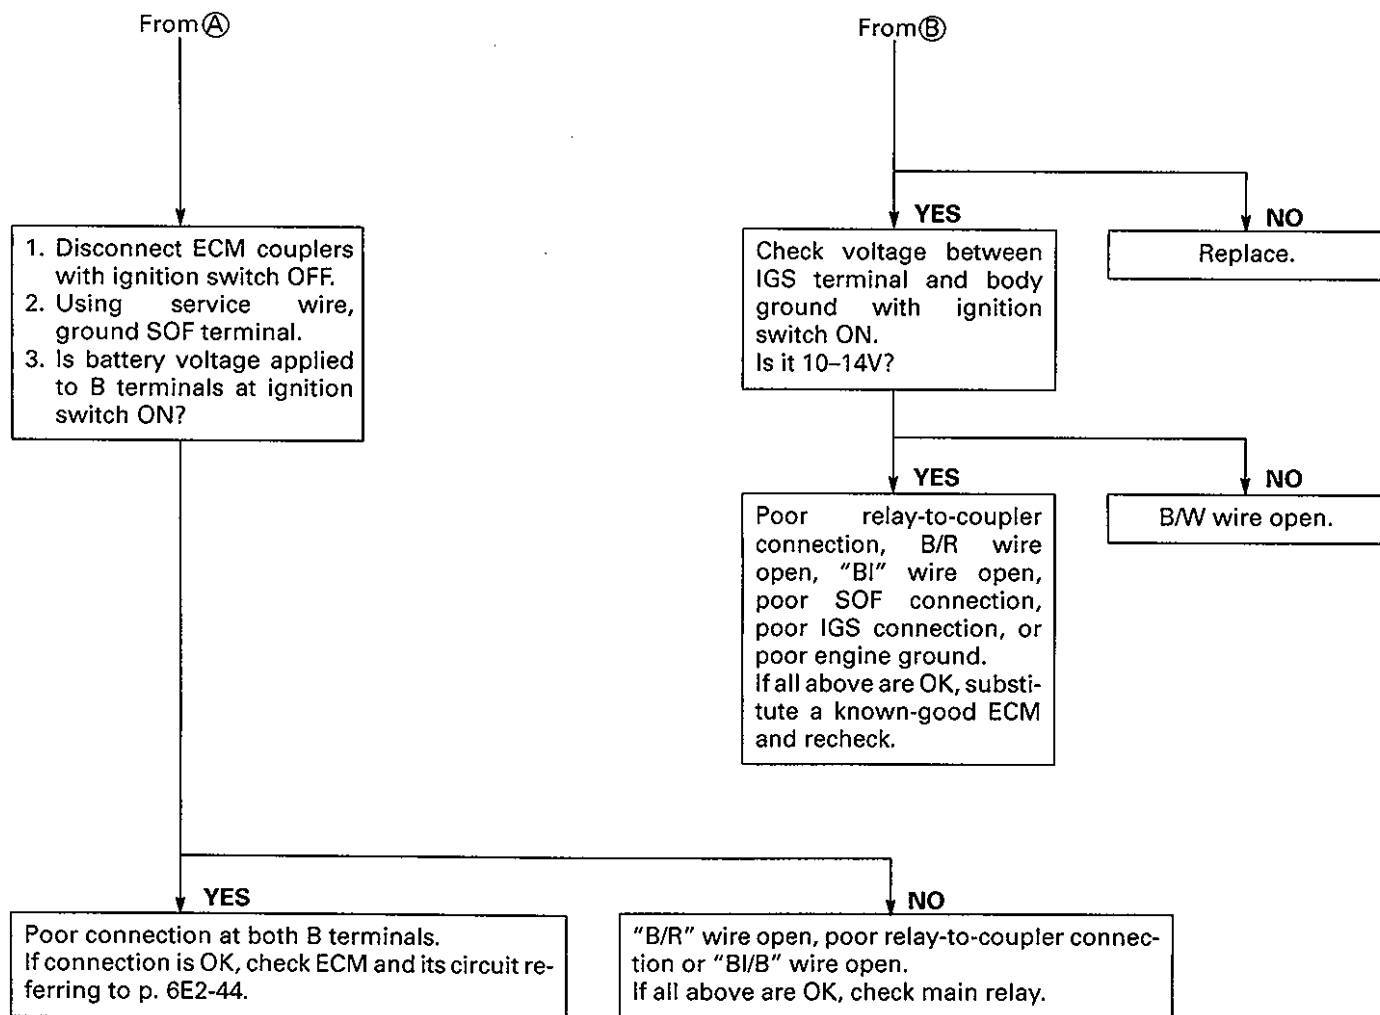 From Ⓐ
1. Disconnect ECM couplers
with ignition switch OFF.
2. Using service wire,
ground SOF terminal.
3. Is battery voltage applied
to B terminals at ignition
switch ON?
YES
Poor connection at both B terminals.
If connection is OK, check ECM and its circuit re-
ferring to p. 6E2-44.
NO
"B/R" wire open, poor relay-to-coupler connec-
tion or "Bl/B" wire open.
If all above are OK, check main relay.
From Ⓑ
YES
Check voltage between
IGS terminal and body
ground with ignition
switch ON.
Is it 10–14V?
NO
Replace.
YES
Poor relay-to-coupler
connection, B/R wire
open, "Bl" wire open,
poor SOF connection,
poor IGS connection, or
poor engine ground.
If all above are OK, substi-
tute a known-good ECM
and recheck.
NO
B/W wire open.